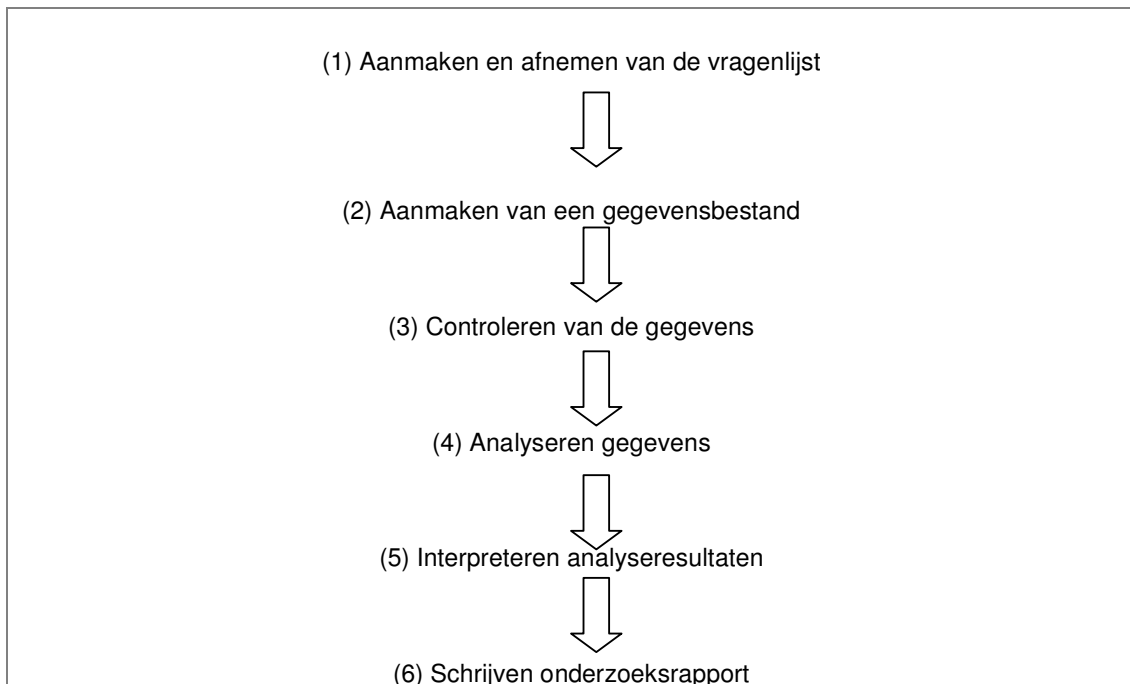 (1) Aanmaken en afnemen van de vragenlijst
(2) Aanmaken van een gegevensbestand
(3) Controleren van de gegevens
(4) Analyseren gegevens
(5) Interpreteren analyseresultaten
(6) Schrijven onderzoeksrapport